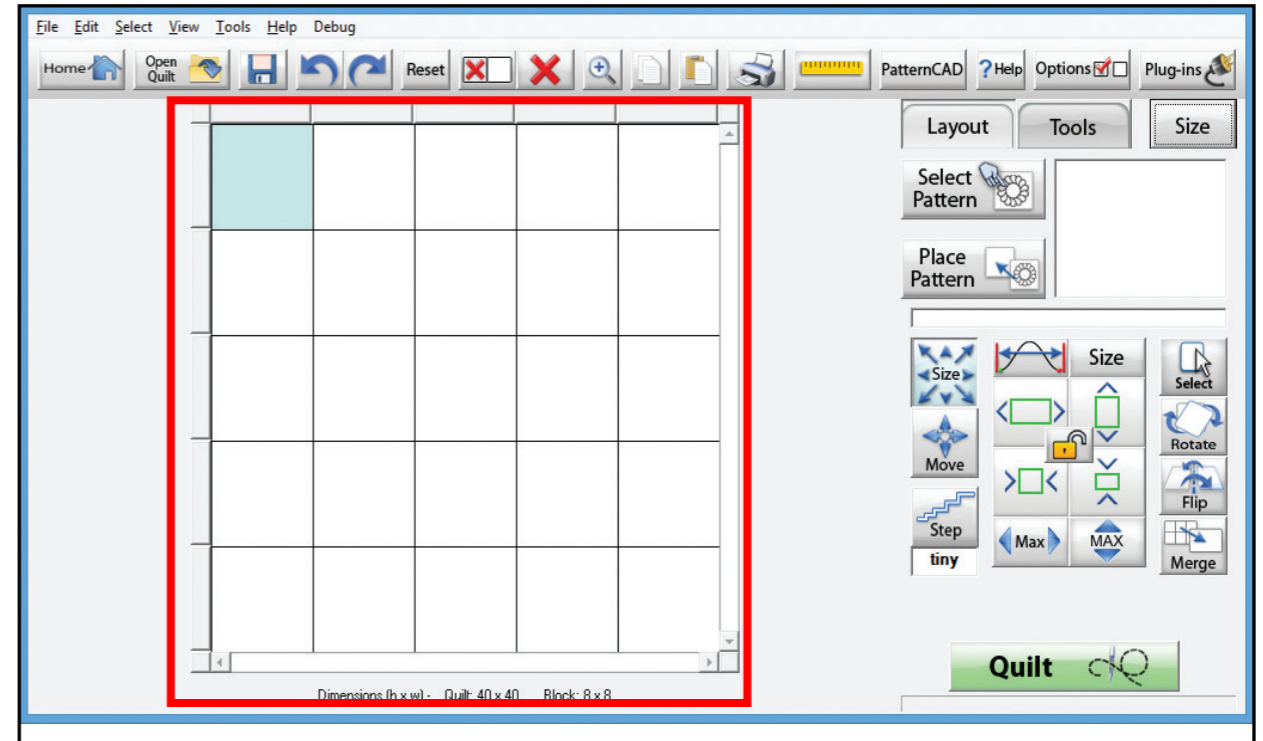 File Edit Select View Tools Help Debug
Home Open Quilt Reset PatternCAD ? Help Options Plug-ins
Layout Tools Size
Select Pattern
Place Pattern
Size Size Select
Move Rotate
Flip
Step Max MAX
tiny Merge
Quilt
Dimensions (h x w) - Quilt: 40 x 40 Block: 8 x 8